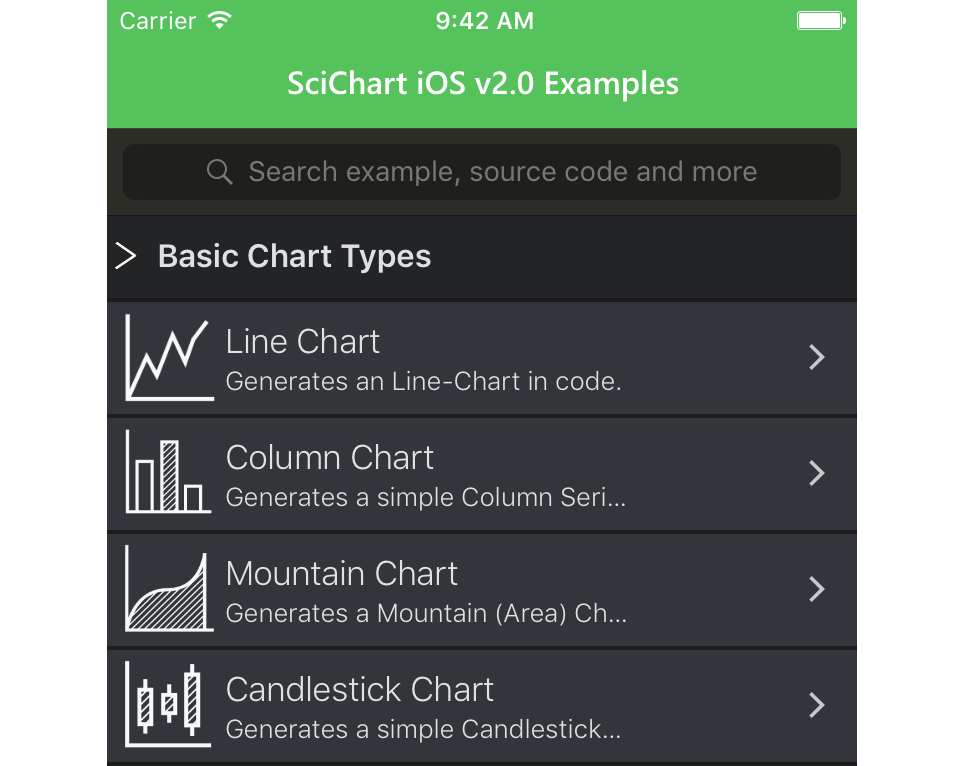 Carrier 9:42 AM
SciChart iOS v2.0 Examples
Search example, source code and more
Basic Chart Types
Line Chart
Generates an Line-Chart in code.
Column Chart
Generates a simple Column Seri...
Mountain Chart
Generates a Mountain (Area) Ch...
Candlestick Chart
Generates a simple Candlestick...